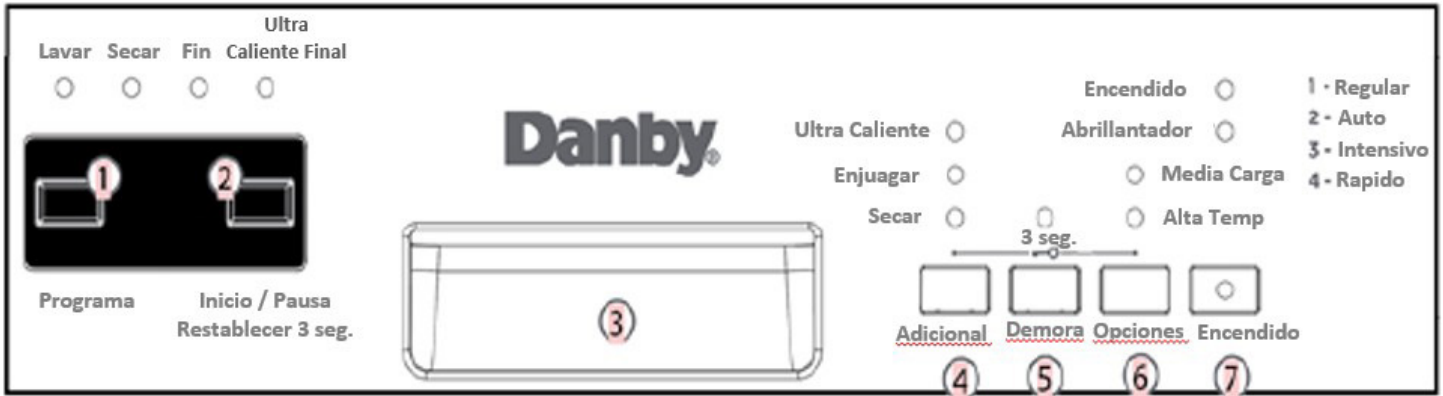 Ultra
Lavar Secar Fin Caliente Final
1 2
Programa
Inicio / Pausa
Restablecer 3 seg.
Danby
3
Encendido
Ultra Caliente
Abrillantador
Enjuagar
Media Carga
Secar
Alta Temp
3 seg.
1 - Regular
2 - Auto
3 - Intensivo
4 - Rapido
Adicional Demora Opciones Encendido
4 5 6 7